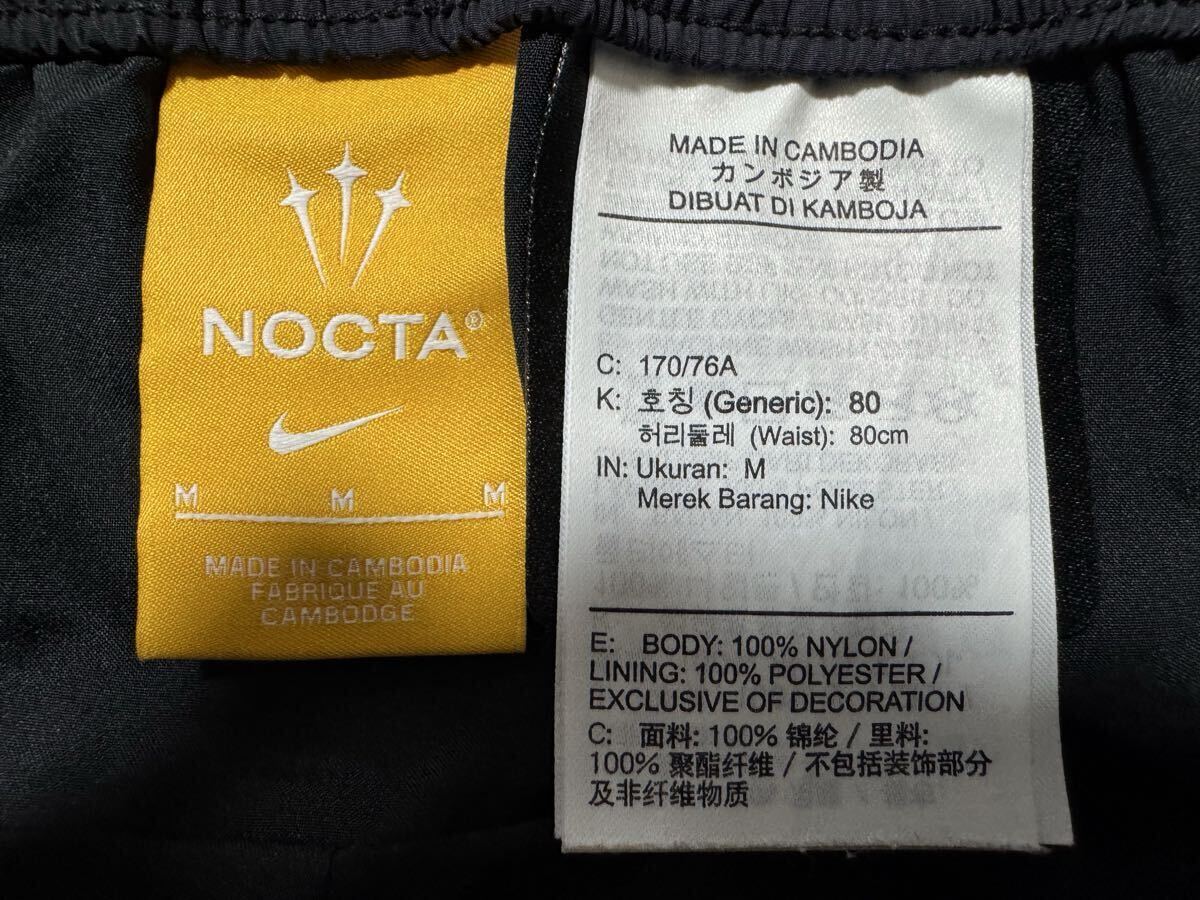 NOCTA®
M M M
MADE IN CAMBODIA
FABRIQUE AU
CAMBODGE
MADE IN CAMBODIA
カンボジア製
DIBUAT DI KAMBOJA
C: 170/76A
K: 호칭 (Generic): 80
허리둘레 (Waist): 80cm
IN: Ukuran: M
Merek Barang: Nike
E: BODY: 100% NYLON /
LINING: 100% POLYESTER /
EXCLUSIVE OF DECORATION
C: 面料: 100% 锦纶 / 里料:
100% 聚酯纤维 / 不包括装饰部分
及非纤维物质